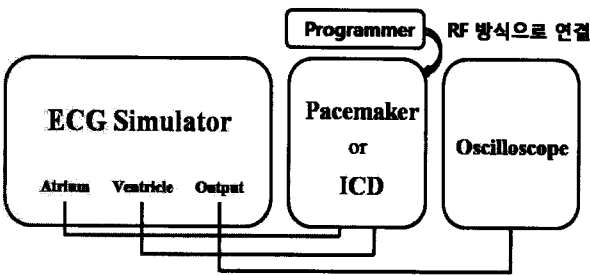 Programmer
RF 방식으로 연결
ECG Simulator
Pacemaker
or
ICD
Oscilloscope
Atrium Ventricle Output